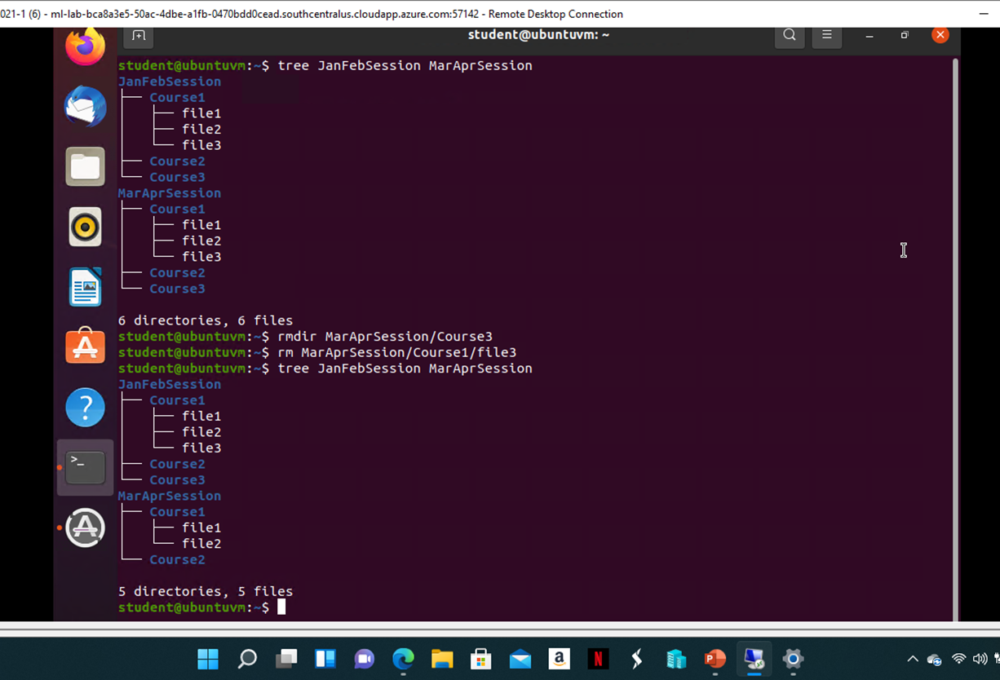 021-1 (6) - ml-lab-bca8a3e5-50ac-4dbe-a1fb-0470bdd0cead.southcentralus.cloudapp.azure.com:57142 - Remote Desktop Connection
student@ubuntuvm: ~
student@ubuntuvm:~$ tree JanFebSession MarAprSession
JanFebSession
├── Course1
│   ├── file1
│   ├── file2
│   └── file3
├── Course2
└── Course3
MarAprSession
├── Course1
│   ├── file1
│   ├── file2
│   └── file3
├── Course2
└── Course3
6 directories, 6 files
student@ubuntuvm:~$ rmdir MarAprSession/Course3
student@ubuntuvm:~$ rm MarAprSession/Course1/file3
student@ubuntuvm:~$ tree JanFebSession MarAprSession
JanFebSession
├── Course1
│   ├── file1
│   ├── file2
│   └── file3
├── Course2
└── Course3
MarAprSession
├── Course1
│   ├── file1
│   └── file2
└── Course2
5 directories, 5 files
student@ubuntuvm:~$